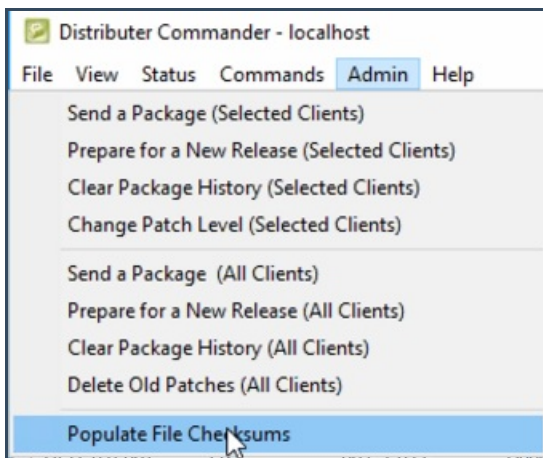 Distributer Commander - localhost
File View Status Commands Admin Help
Send a Package (Selected Clients)
Prepare for a New Release (Selected Clients)
Clear Package History (Selected Clients)
Change Patch Level (Selected Clients)
Send a Package (All Clients)
Prepare for a New Release (All Clients)
Clear Package History (All Clients)
Delete Old Patches (All Clients)
Populate File Checksums